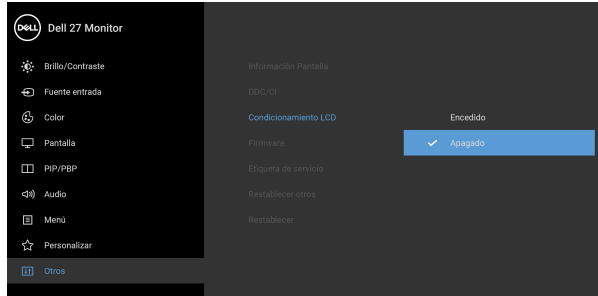 DELL Dell 27 Monitor
Brillo/Contraste
Fuente entrada
Color
Pantalla
PIP/PBP
Audio
Menú
Personalizar
Otros
Información Pantalla
DDC/CI
Condicionamiento LCD
Firmware
Etiqueta de servicio
Restablecer otros
Restablecer
Encedido
Apagado